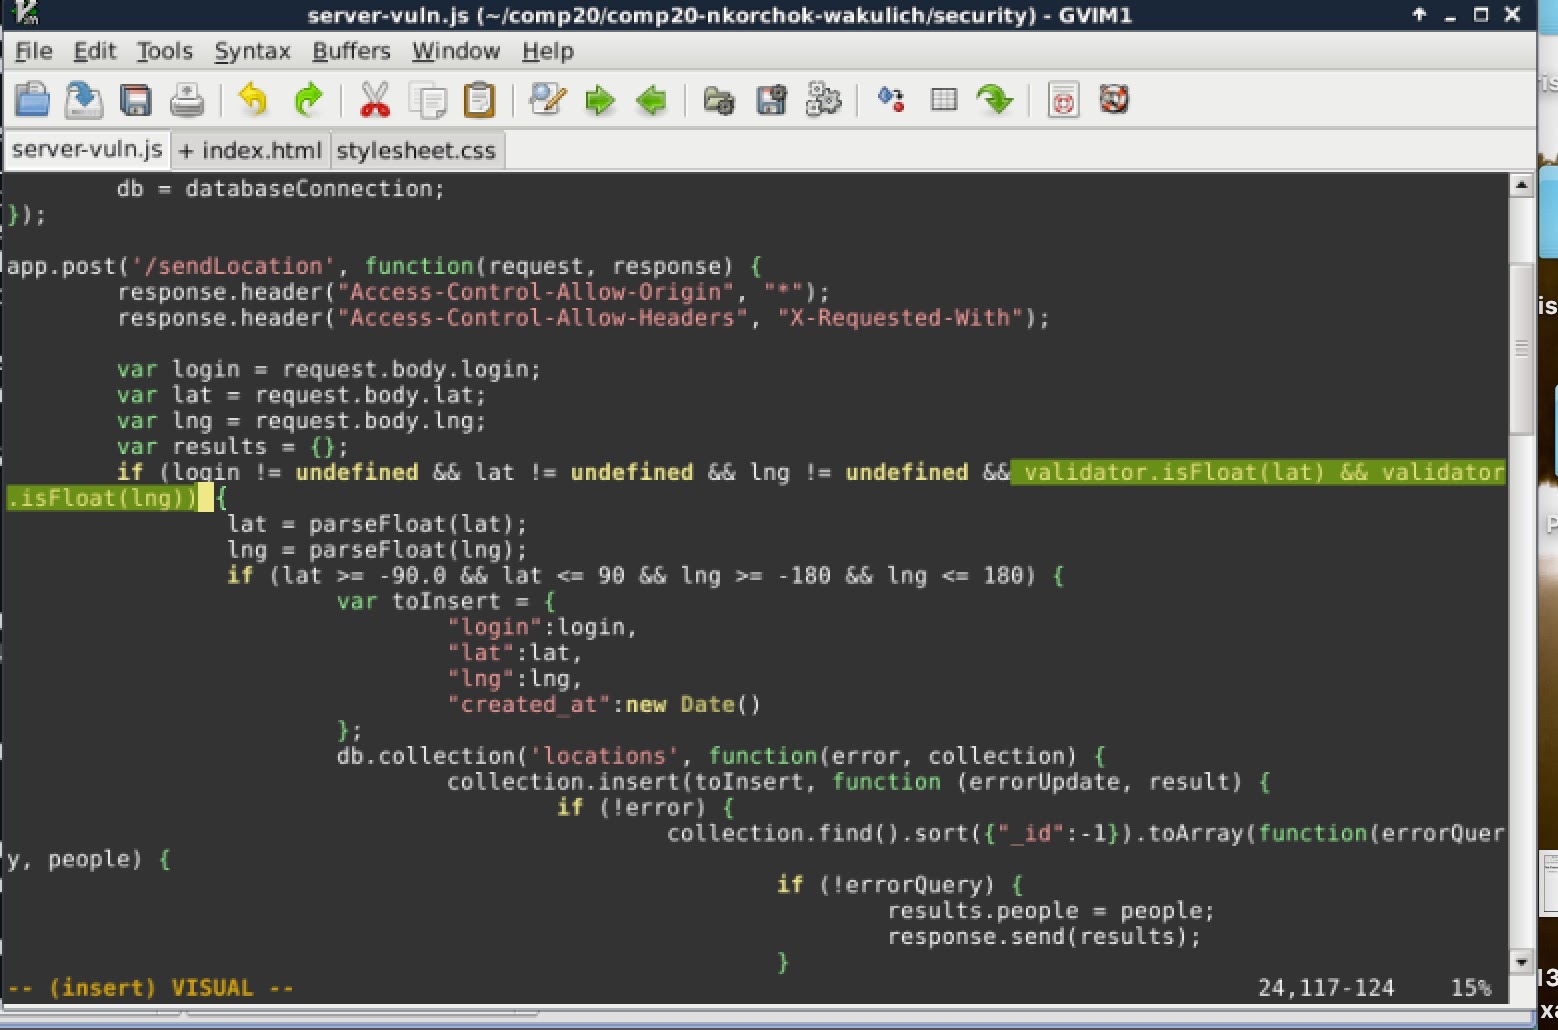 server-vuln.js (~/comp20/comp20-nkorchok-wakulich/security) - GVIM1
File Edit Tools Syntax Buffers Window Help
server-vuln.js + index.html stylesheet.css
        db = databaseConnection;
});

app.post('/sendLocation', function(request, response) {
        response.header("Access-Control-Allow-Origin", "*");
        response.header("Access-Control-Allow-Headers", "X-Requested-With");

        var login = request.body.login;
        var lat = request.body.lat;
        var lng = request.body.lng;
        var results = {};
        if (login != undefined && lat != undefined && lng != undefined && validator.isFloat(lat) && validator
.isFloat(lng)) {
                lat = parseFloat(lat);
                lng = parseFloat(lng);
                if (lat >= -90.0 && lat <= 90 && lng >= -180 && lng <= 180) {
                        var toInsert = {
                                "login":login,
                                "lat":lat,
                                "lng":lng,
                                "created_at":new Date()
                        };
                        db.collection('locations', function(error, collection) {
                                collection.insert(toInsert, function (errorUpdate, result) {
                                        if (!error) {
                                                collection.find().sort({"_id":-1}).toArray(function(errorQuer
y, people) {
                                                        if (!errorQuery) {
                                                                results.people = people;
                                                                response.send(results);
                                                        }
-- (insert) VISUAL -- 24,117-124 15%